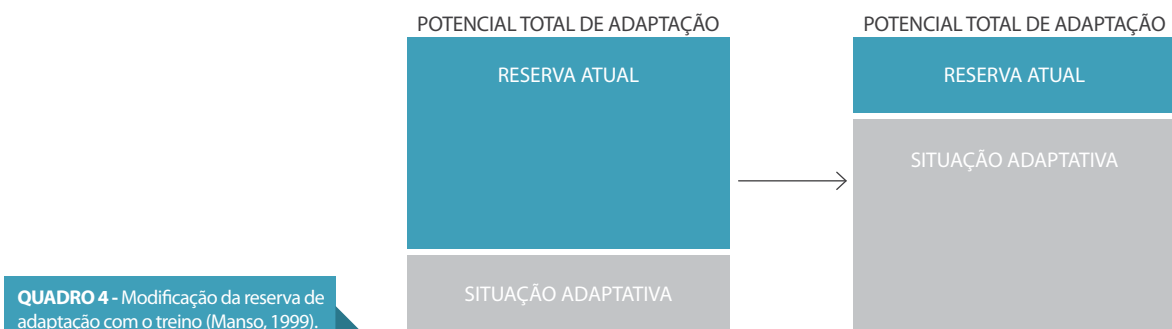 POTENCIAL TOTAL DE ADAPTAÇÃO
RESERVA ATUAL
SITUAÇÃO ADAPTATIVA
POTENCIAL TOTAL DE ADAPTAÇÃO
RESERVA ATUAL
SITUAÇÃO ADAPTATIVA
QUADRO 4 - Modificação da reserva de
adaptação com o treino (Manso, 1999).